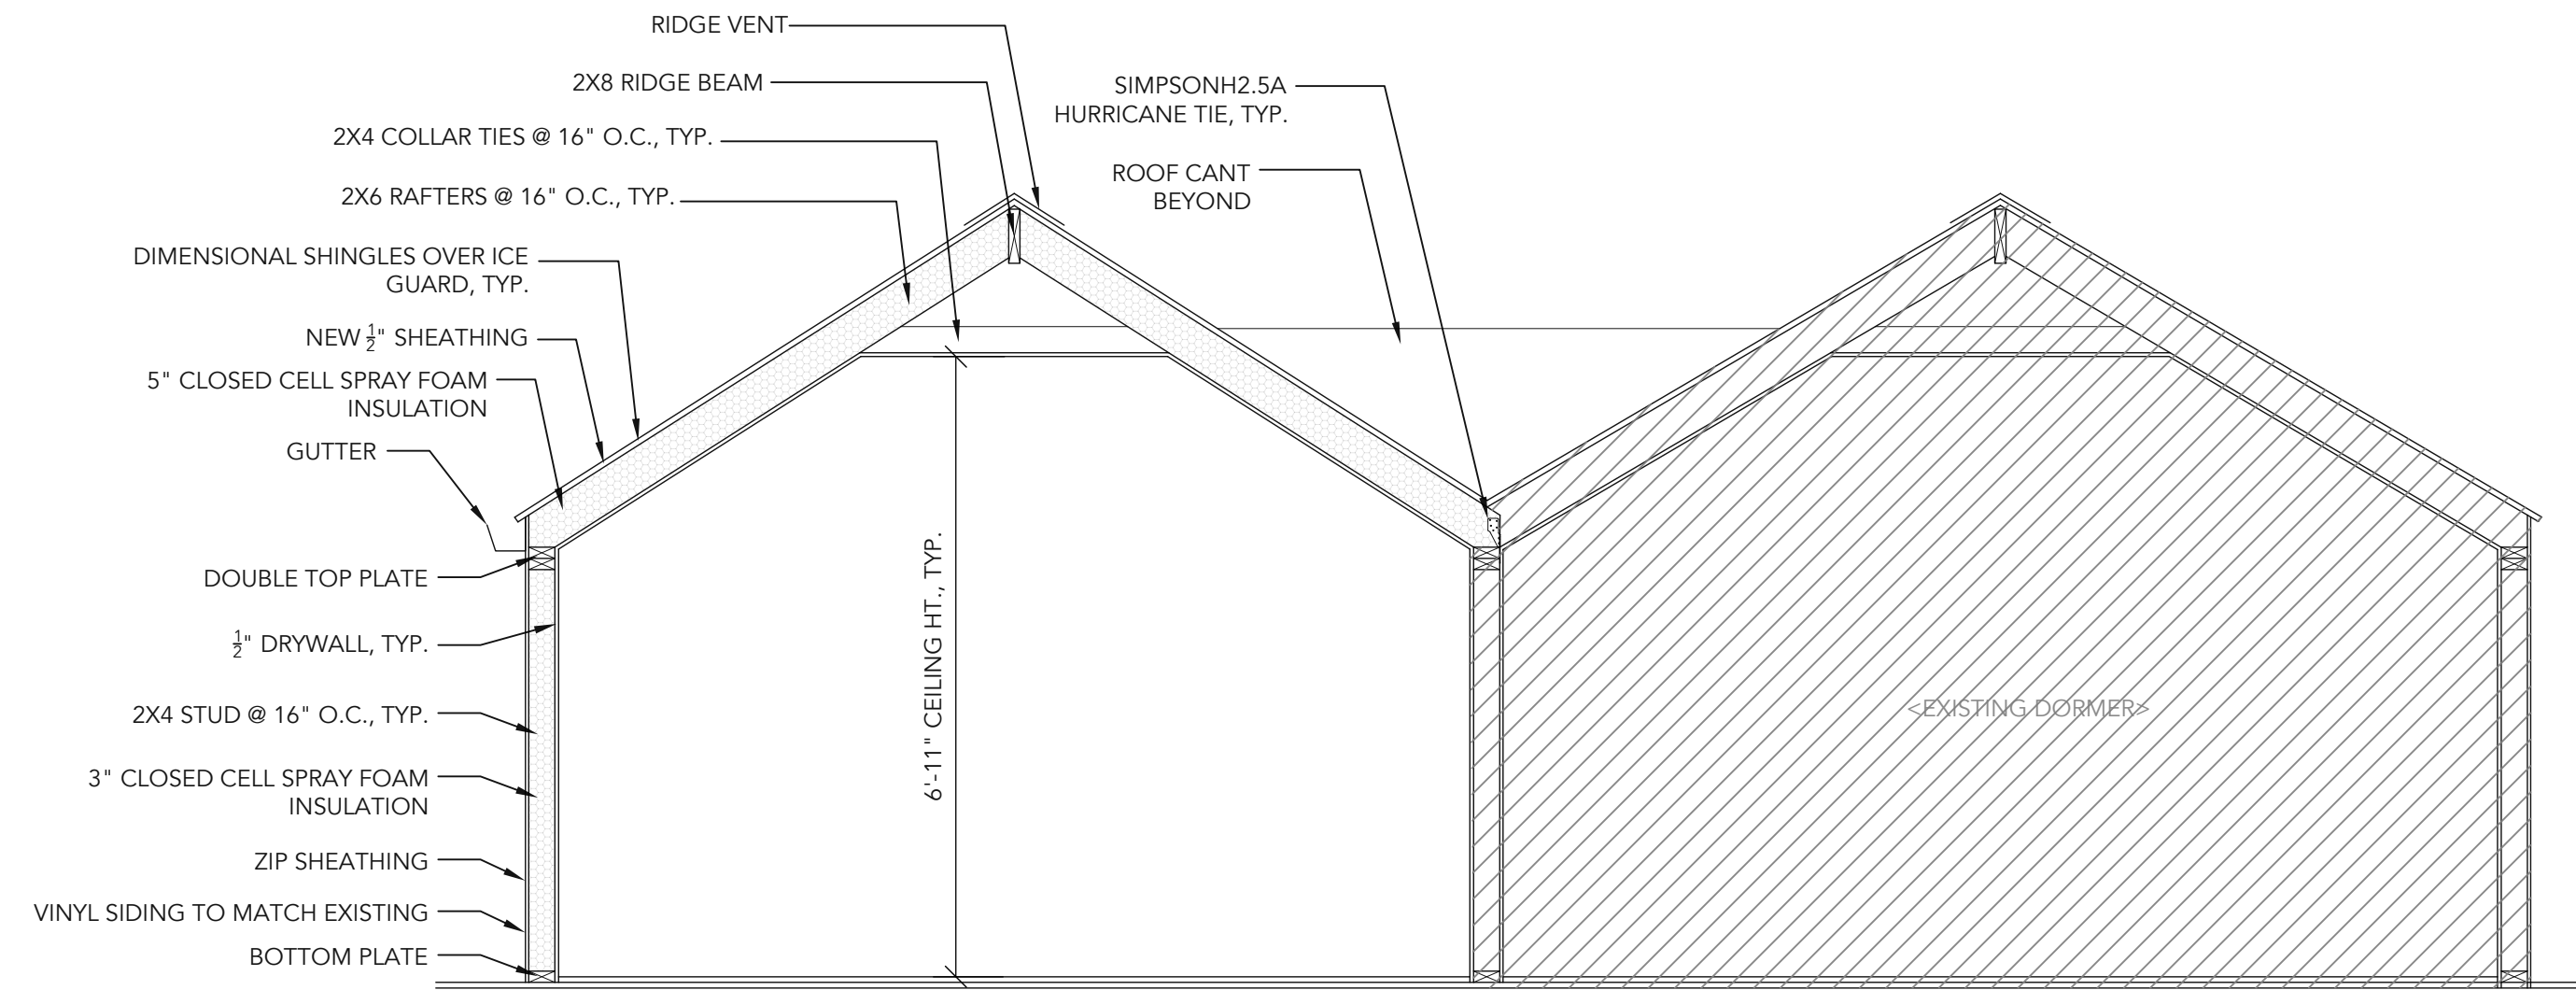 RIDGE VENT
2X8 RIDGE BEAM
2X4 COLLAR TIES @ 16" O.C., TYP.
2X6 RAFTERS @ 16" O.C., TYP.
DIMENSIONAL SHINGLES OVER ICE
GUARD, TYP.
NEW ½" SHEATHING
5" CLOSED CELL SPRAY FOAM
INSULATION
GUTTER
DOUBLE TOP PLATE
½" DRYWALL, TYP.
2X4 STUD @ 16" O.C., TYP.
3" CLOSED CELL SPRAY FOAM
INSULATION
ZIP SHEATHING
VINYL SIDING TO MATCH EXISTING
BOTTOM PLATE
6'-11" CEILING HT., TYP.
SIMPSONH2.5A
HURRICANE TIE, TYP.
ROOF CANT
BEYOND
<EXISTING DORMER>